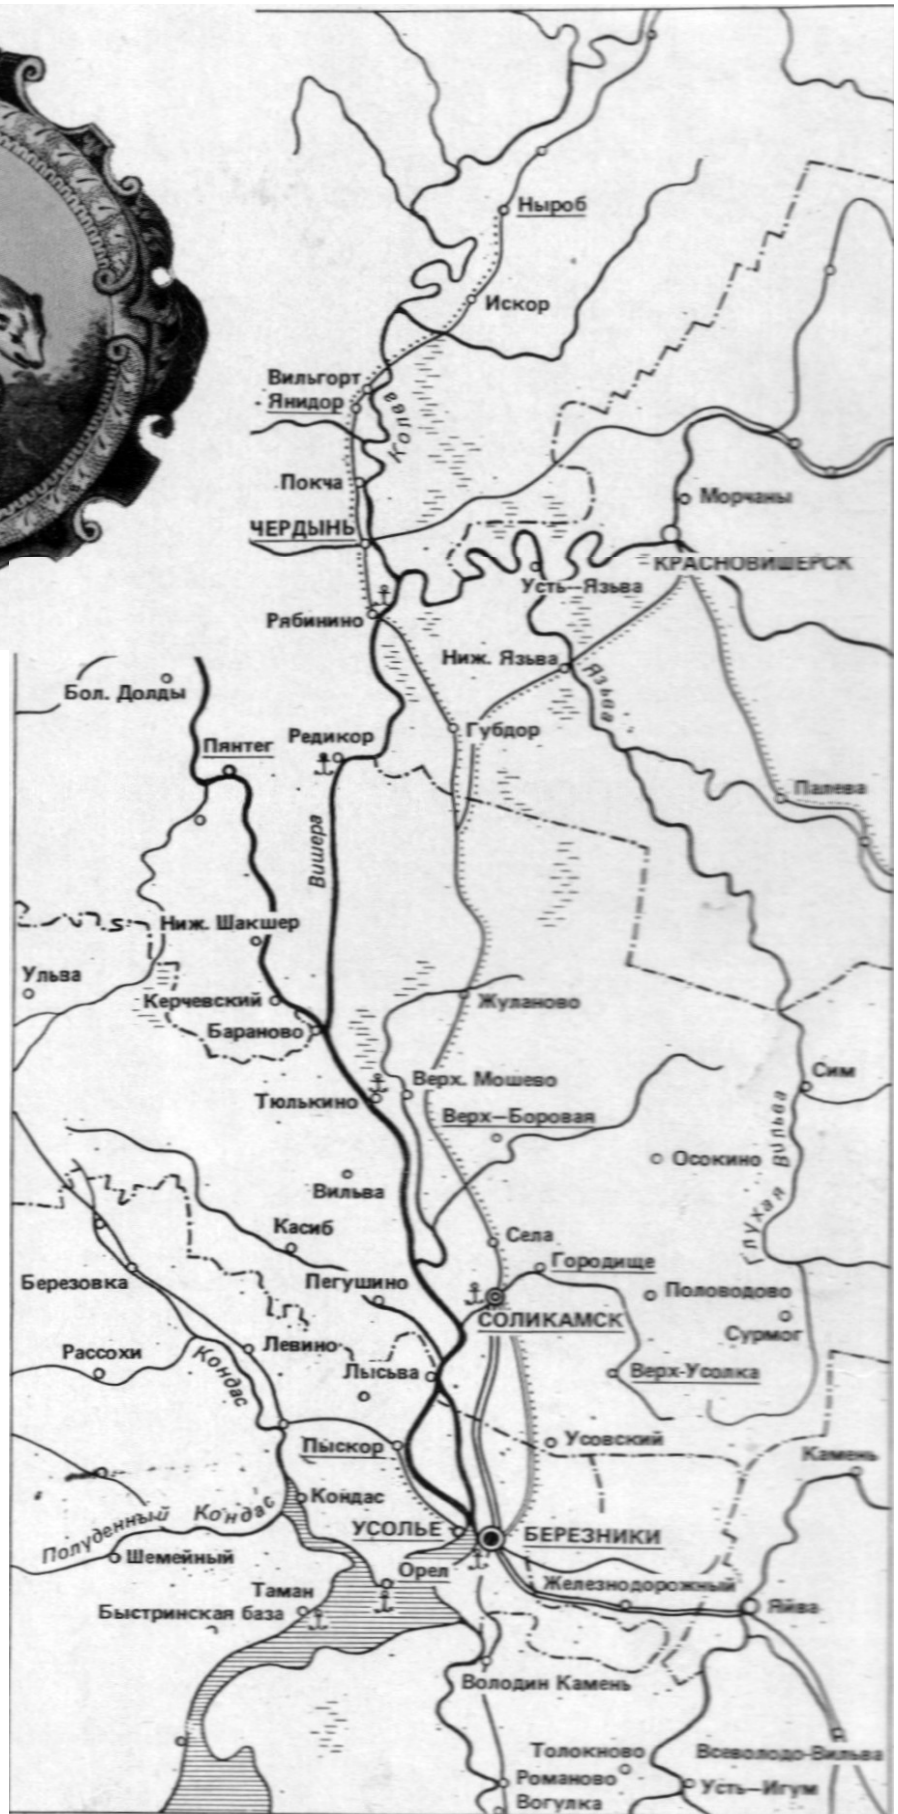 Ныроб
Искор
Вильгорт
Янидор
Колва
Покча
Морчаны
ЧЕРДЫНЬ
КРАСНОВИШЕРСК
Усть-Язьва
Рябинино
Ниж. Язьва
Язьва
Бол. Долды
Губдор
Редикор
Пянтег
Палева
Вишера
Ниж. Шакшер
Ульва
Керчевский
Жуланово
Бараново
Сим
Верх. Мошево
Тюлькино
Верх-Боровая
Глухая Вильва
Осокино
Вильва
Касиб
Села
Городище
Березовка
Пегушино
Половодово
СОЛИКАМСК
Сурмог
Левино
Рассохи
Кондас
Лысьва
Верх-Усолка
Усовский
Пыскор
Камень
Кондас
Полуденный Кондас
УСОЛЬЕ
БЕРЕЗНИКИ
Шемейный
Орел
Железнодорожный
Таман
Быстринская база
Яйва
Володин Камень
Толокново
Всеволодо-Вильва
Романово
Усть-Игум
Вогулка